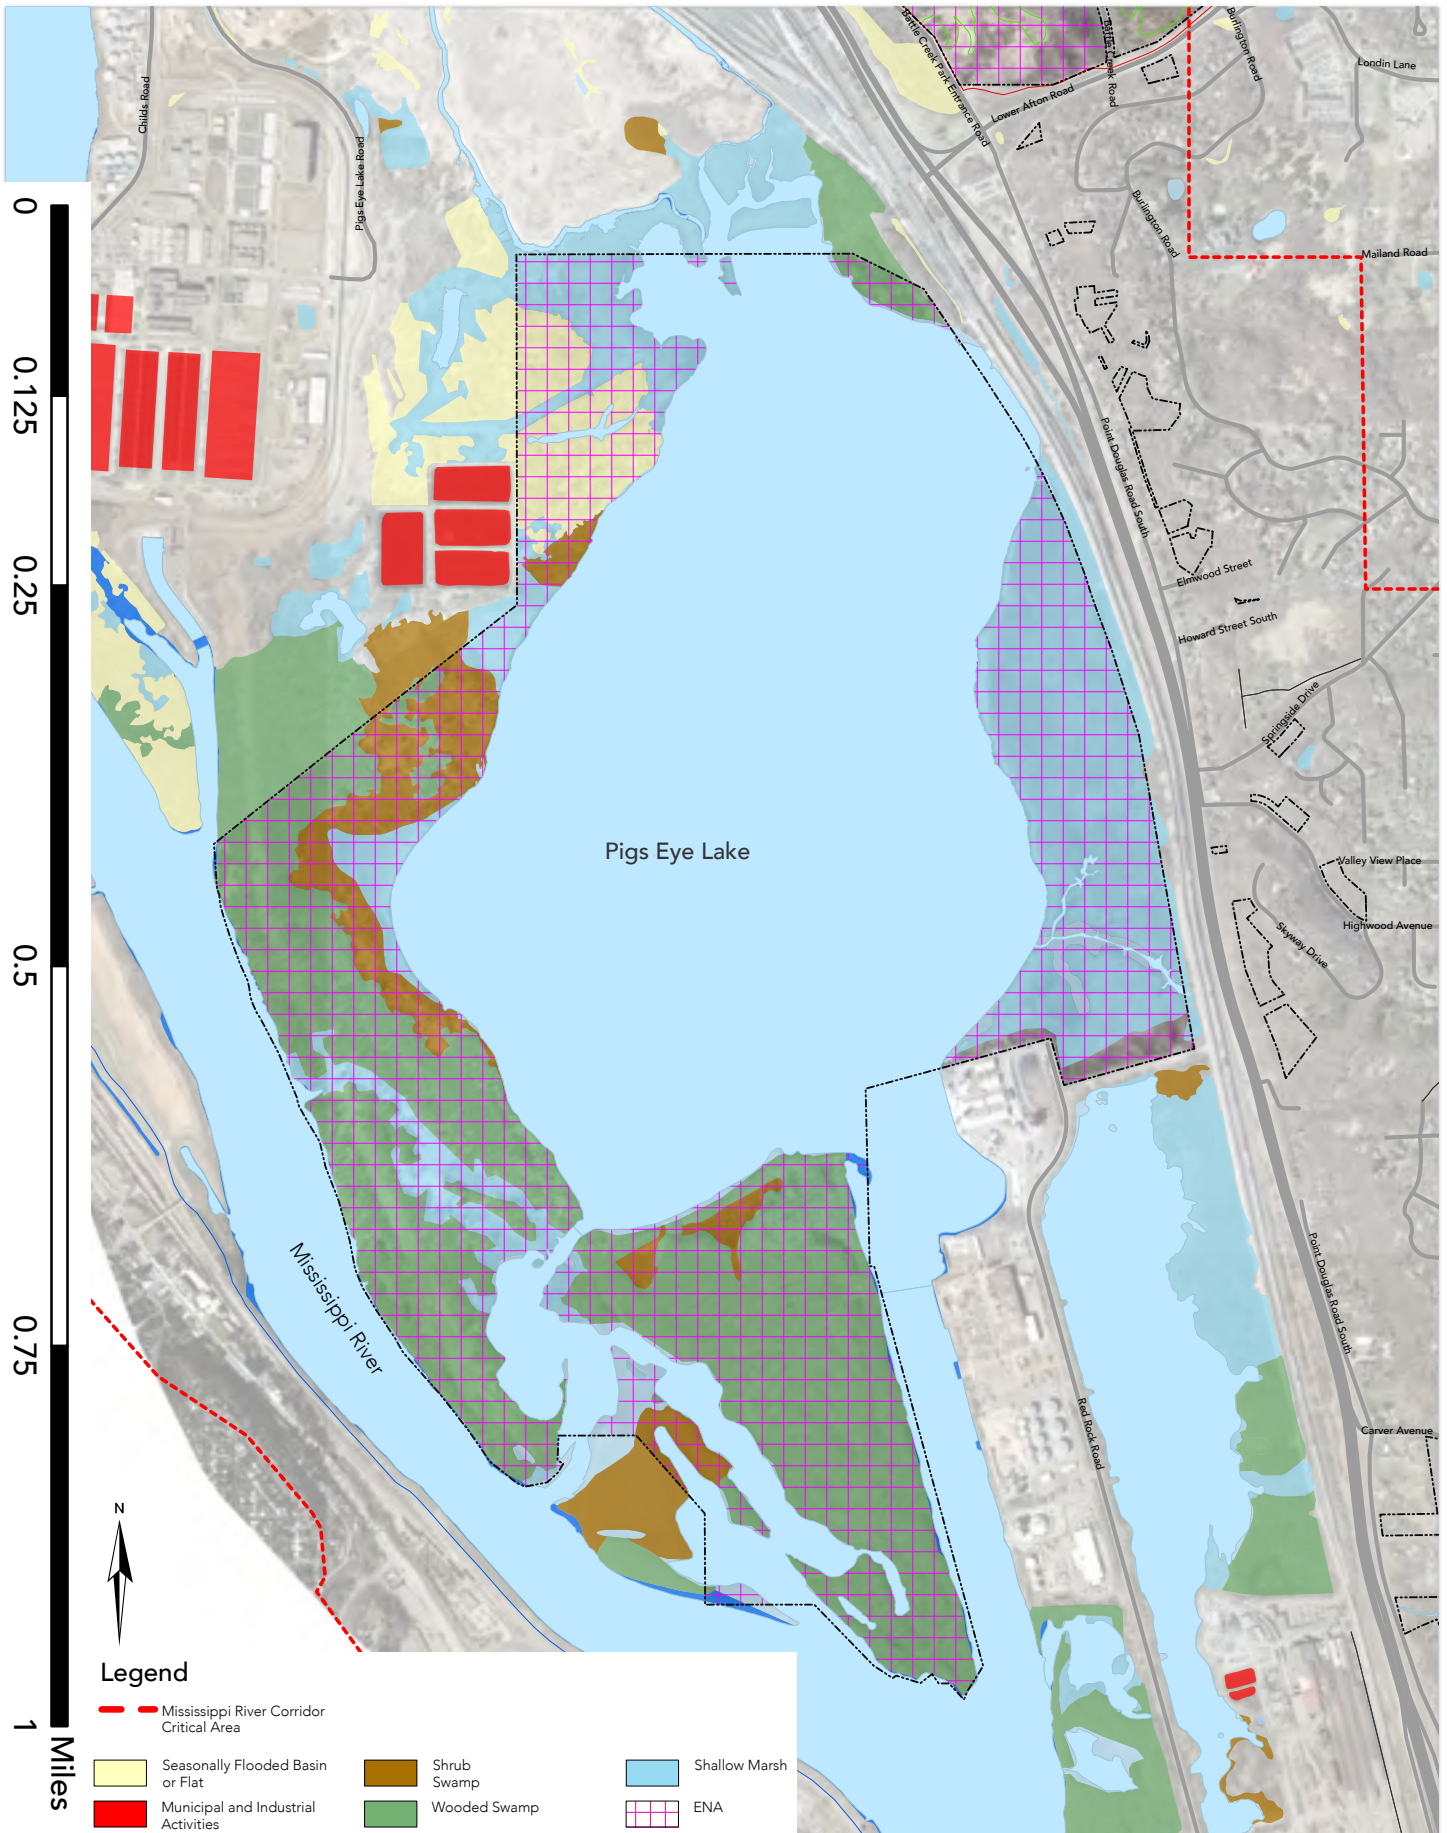 Childs Road
Pigs Eye Lake Road
Battle Creek Park Entrance Road
Battle Creek Road
Lower Afton Road
Burlington Road
Londin Lane
Burlington Road
Mailand Road
Point Douglas Road South
Elmwood Street
Howard Street South
Springside Drive
Valley View Place
Highwood Avenue
Skyway Drive
Pigs Eye Lake
Mississippi River
Point Douglas Road South
Red Rock Road
Carver Avenue
0
0.125
0.25
0.5
0.75
1
Miles
N
Legend
Mississippi River Corridor
Critical Area
Seasonally Flooded Basin
or Flat
Municipal and Industrial
Activities
Shrub
Swamp
Wooded Swamp
Shallow Marsh
ENA